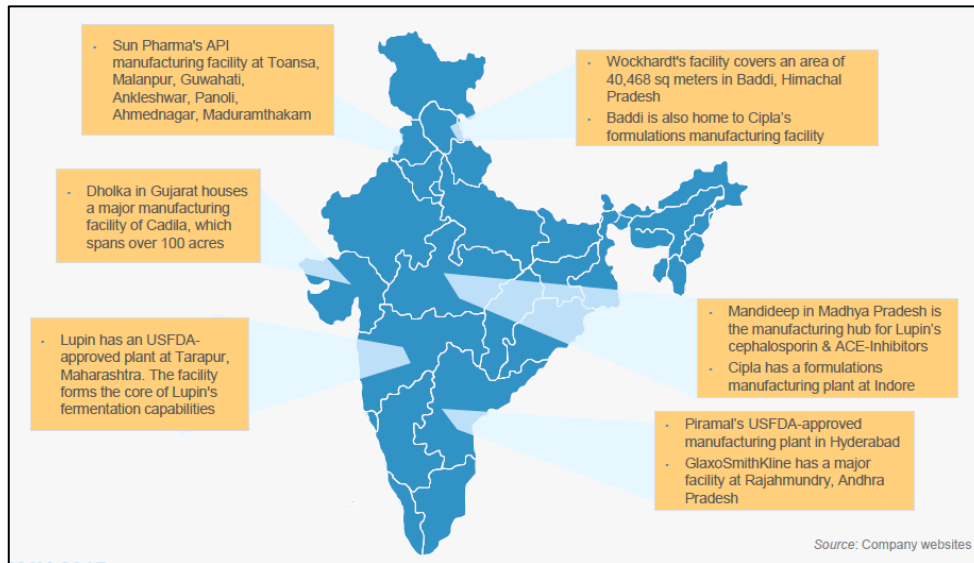 • Sun Pharma's API
manufacturing facility at Toansa,
Malanpur, Guwahati,
Ankleshwar, Panoli,
Ahmednagar, Maduramthakam
• Wockhardt's facility covers an area of
40,468 sq meters in Baddi, Himachal
Pradesh
• Baddi is also home to Cipla's
formulations manufacturing facility
• Dholka in Gujarat houses
a major manufacturing
facility of Cadila, which
spans over 100 acres
• Lupin has an USFDA-
approved plant at Tarapur,
Maharashtra. The facility
forms the core of Lupin's
fermentation capabilities
• Mandideep in Madhya Pradesh is
the manufacturing hub for Lupin's
cephalosporin & ACE-Inhibitors
• Cipla has a formulations
manufacturing plant at Indore
• Piramal's USFDA-approved
manufacturing plant in Hyderabad
• GlaxoSmithKline has a major
facility at Rajahmundry, Andhra
Pradesh
Source: Company websites